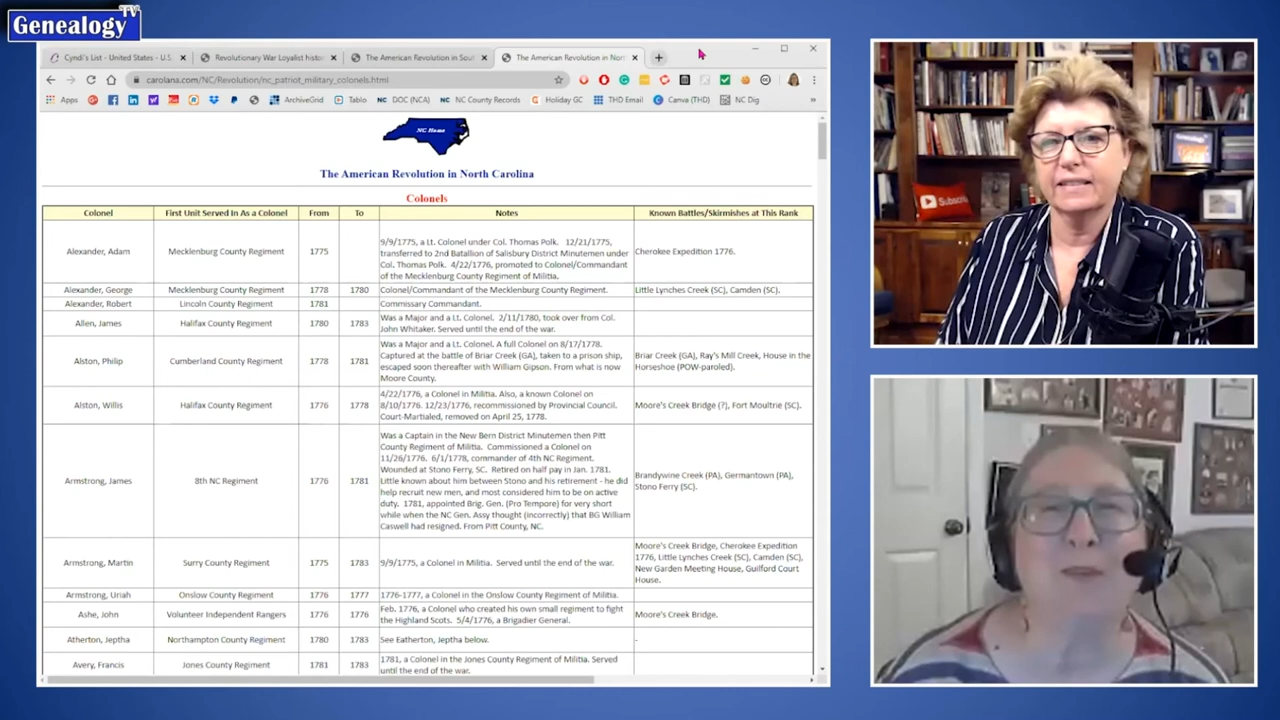 Genealogy TV
Cyndi's List - United States - U.S.
Revolutionary War Loyalist histor
The American Revolution in Sout
The American Revolution in Nort
carolana.com/NC/Revolution/nc_patriot_military_colonels.html
Apps
ArchiveGrid
Tablo
NC DOC (NCA)
NC NC County Records
Holiday GC
THD Email
Canva (THD)
NC NC Dig
»
NC Home
The American Revolution in North Carolina
Colonels
Colonel First Unit Served In As a Colonel From To Notes Known Battles/Skirmishes at This Rank
Alexander, Adam Mecklenburg County Regiment 1775
9/9/1775, a Lt. Colonel under Col. Thomas Polk. 12/21/1775,
transferred to 2nd Batallion of Salisbury District Minutemen under
Col. Thomas Polk. 4/22/1776, promoted to Colonel/Commandant
of the Mecklenburg County Regiment of Militia.
Cherokee Expedition 1776.
Alexander, George Mecklenburg County Regiment 1778 1780 Colonel/Commandant of the Mecklenburg County Regiment. Little Lynches Creek (SC), Camden (SC).
Alexander, Robert Lincoln County Regiment 1781 Commissary Commandant.
Allen, James Halifax County Regiment 1780 1783
Was a Major and a Lt. Colonel. 2/11/1780, took over from Col.
John Whitaker. Served until the end of the war.
Alston, Philip Cumberland County Regiment 1778 1781
Was a Major and a Lt. Colonel. A full Colonel on 8/17/1778.
Captured at the battle of Briar Creek (GA), taken to a prison ship,
escaped soon thereafter with William Gipson. From what is now
Moore County.
Briar Creek (GA), Ray's Mill Creek, House in the
Horseshoe (POW-paroled).
Alston, Willis Halifax County Regiment 1776 1778
4/22/1776, a Colonel in Militia. Also, a known Colonel on
8/10/1776. 12/23/1776, recommissioned by Provincial Council.
Court-Martialed, removed on April 25, 1778.
Moore's Creek Bridge (?), Fort Moultrie (SC).
Armstrong, James 8th NC Regiment 1776 1781
Was a Captain in the New Bern District Minutemen then Pitt
County Regiment of Militia. Commissioned a Colonel on
11/26/1776. 6/1/1778, commander of 4th NC Regiment.
Wounded at Stono Ferry, SC. Retired on half pay in Jan. 1781.
Little known about him between Stono and his retirement - he did
help recruit new men, and most considered him to be on active
duty. 1781, appointed Brig. Gen. (Pro Tempore) for very short
while when the NC Gen. Assy thought (incorrectly) that BG William
Caswell had resigned. From Pitt County, NC.
Brandywine Creek (PA), Germantown (PA),
Stono Ferry (SC).
Armstrong, Martin Surry County Regiment 1775 1783 9/9/1775, a Colonel in Militia. Served until the end of the war.
Moore's Creek Bridge, Cherokee Expedition
1776, Little Lynches Creek (SC), Camden (SC),
New Garden Meeting House, Guilford Court
House.
Armstrong, Uriah Onslow County Regiment 1776 1777 1776-1777, a Colonel in the Onslow County Regiment of Militia.
Ashe, John Volunteer Independent Rangers 1776 1776
Feb. 1776, a Colonel who created his own small regiment to fight
the Highland Scots. 5/4/1776, a Brigadier General.
Moore's Creek Bridge.
Atherton, Jeptha Northampton County Regiment 1780 1783 See Eatherton, Jeptha below. -
Avery, Francis Jones County Regiment 1781 1783
1781, a Colonel in the Jones County Regiment of Militia. Served
until the end of the war.
Subscri
Genealogy